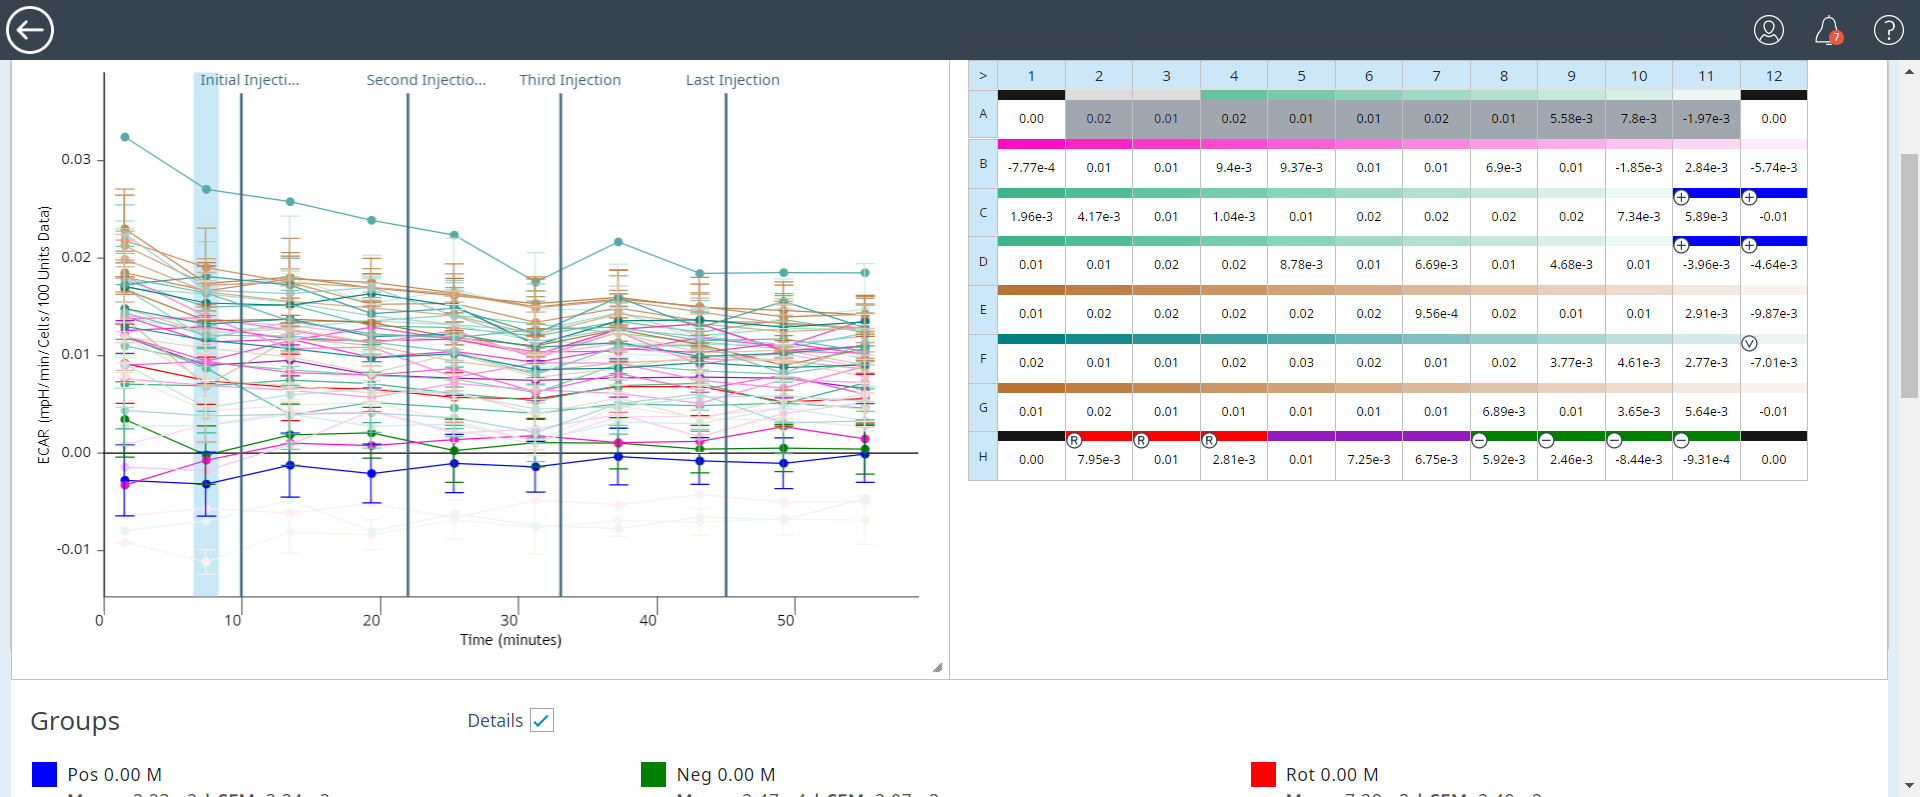 7
?
Initial Injecti...
Second Injectio...
Third Injection
Last Injection
ECAR (mpH/min/Cells/100 Units Data)
0.03
0.02
0.01
0.00
-0.01
0 10 20 30 40 50
Time (minutes)
> 1 2 3 4 5 6 7 8 9 10 11 12
A 0.00 0.02 0.01 0.02 0.01 0.01 0.02 0.01 5.58e-3 7.8e-3 -1.97e-3 0.00
B -7.77e-4 0.01 0.01 9.4e-3 9.37e-3 0.01 0.01 6.9e-3 0.01 -1.85e-3 2.84e-3 -5.74e-3
+ +
C 1.96e-3 4.17e-3 0.01 1.04e-3 0.01 0.02 0.02 0.02 0.02 7.34e-3 5.89e-3 -0.01
+ +
D 0.01 0.01 0.02 0.02 8.78e-3 0.01 6.69e-3 0.01 4.68e-3 0.01 -3.96e-3 -4.64e-3
E 0.01 0.02 0.02 0.02 0.02 0.02 9.56e-4 0.02 0.01 0.01 2.91e-3 -9.87e-3
V
F 0.02 0.01 0.01 0.02 0.03 0.02 0.01 0.02 3.77e-3 4.61e-3 2.77e-3 -7.01e-3
G 0.01 0.02 0.01 0.01 0.01 0.01 0.01 6.89e-3 0.01 3.65e-3 5.64e-3 -0.01
R R R − − − −
H 0.00 7.95e-3 0.01 2.81e-3 0.01 7.25e-3 6.75e-3 5.92e-3 2.46e-3 -8.44e-3 -9.31e-4 0.00
Groups
Details
Pos 0.00 M
Neg 0.00 M
Rot 0.00 M